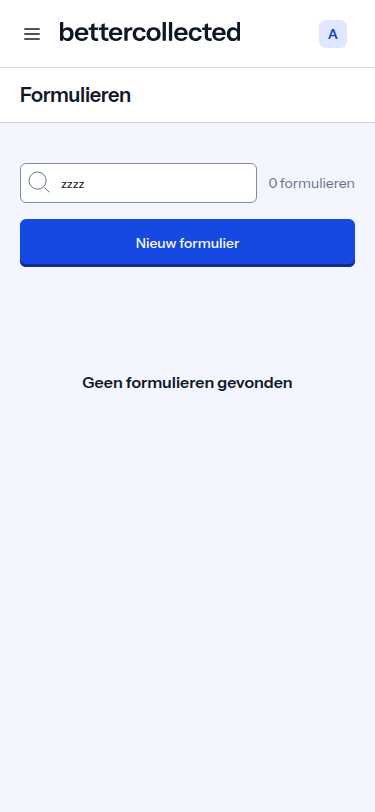 bettercollected
A
Formulieren
zzzz
0 formulieren
Nieuw formulier
Geen formulieren gevonden